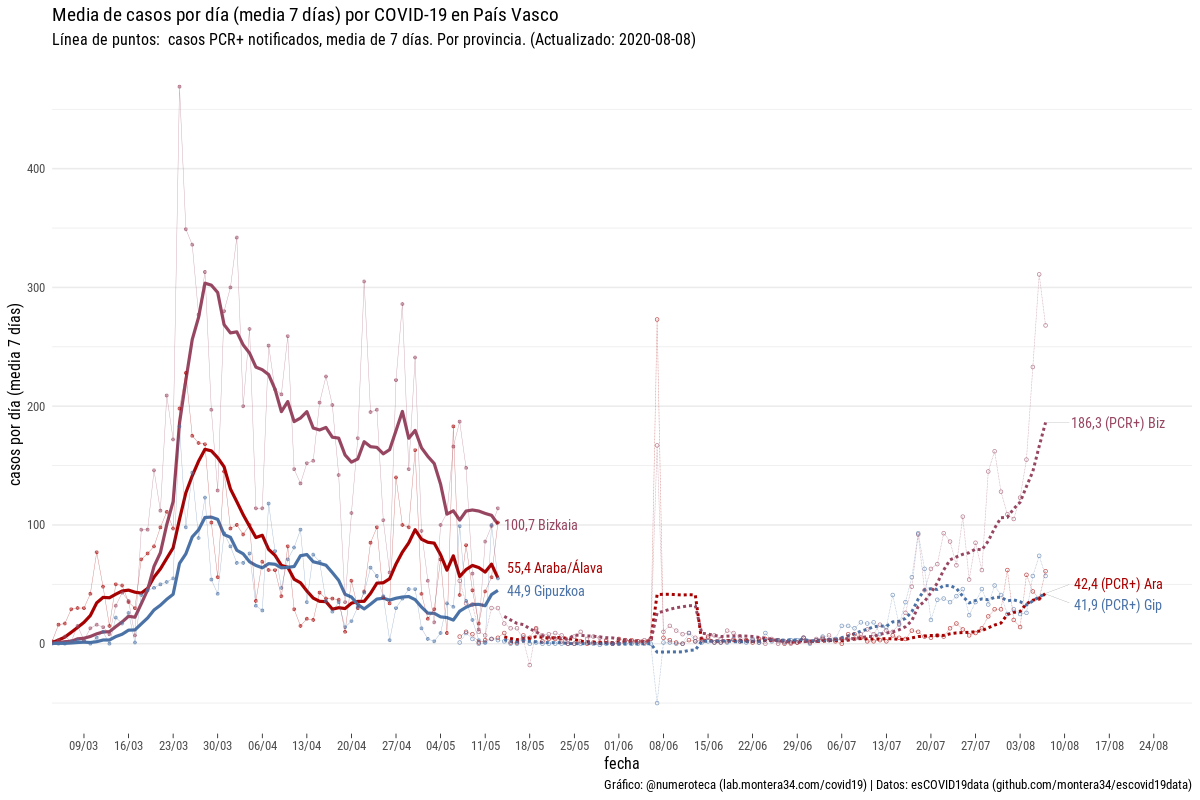 Media de casos por día (media 7 días) por COVID-19 en País Vasco
Línea de puntos:  casos PCR+ notificados, media de 7 días. Por provincia. (Actualizado: 2020-08-08)
casos por día (media 7 días)
400
300
200
100
0
100,7 Bizkaia
55,4 Araba/Álava
44,9 Gipuzkoa
186,3 (PCR+) Biz
42,4 (PCR+) Ara
41,9 (PCR+) Gip
09/03 16/03 23/03 30/03 06/04 13/04 20/04 27/04 04/05 11/05 18/05 25/05 01/06 08/06 15/06 22/06 29/06 06/07 13/07 20/07 27/07 03/08 10/08 17/08 24/08
fecha
Gráfico: @numeroteca (lab.montera34.com/covid19) | Datos: esCOVID19data (github.com/montera34/escovid19data)